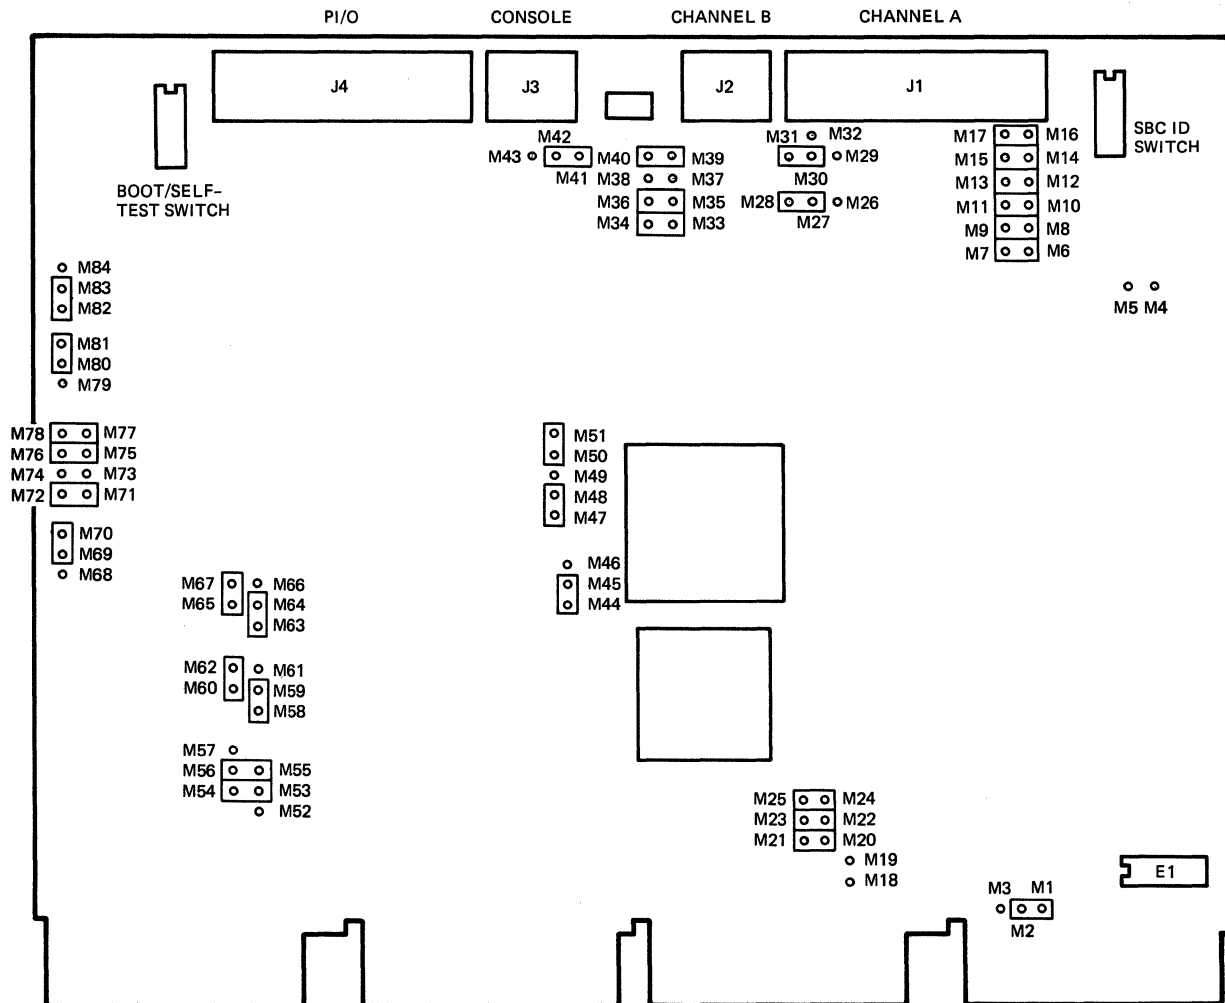 PI/O CONSOLE CHANNEL B CHANNEL A
J4 J3 J2 J1
BOOT/SELF-
TEST SWITCH
SBC ID
SWITCH
M42
M43
M41
M40 M39
M38 M37
M36 M35
M34 M33
M31 M32
M29
M30
M28 M26
M27
M17 M16
M15 M14
M13 M12
M11 M10
M9 M8
M7 M6
M5 M4
M84
M83
M82
M81
M80
M79
M78 M77
M76 M75
M74 M73
M72 M71
M70
M69
M68
M51
M50
M49
M48
M47
M46
M45
M44
M67 M66
M65 M64
M63
M62 M61
M60 M59
M58
M57
M56 M55
M54 M53
M52
M25 M24
M23 M22
M21 M20
M19
M18
E1
M3 M1
M2